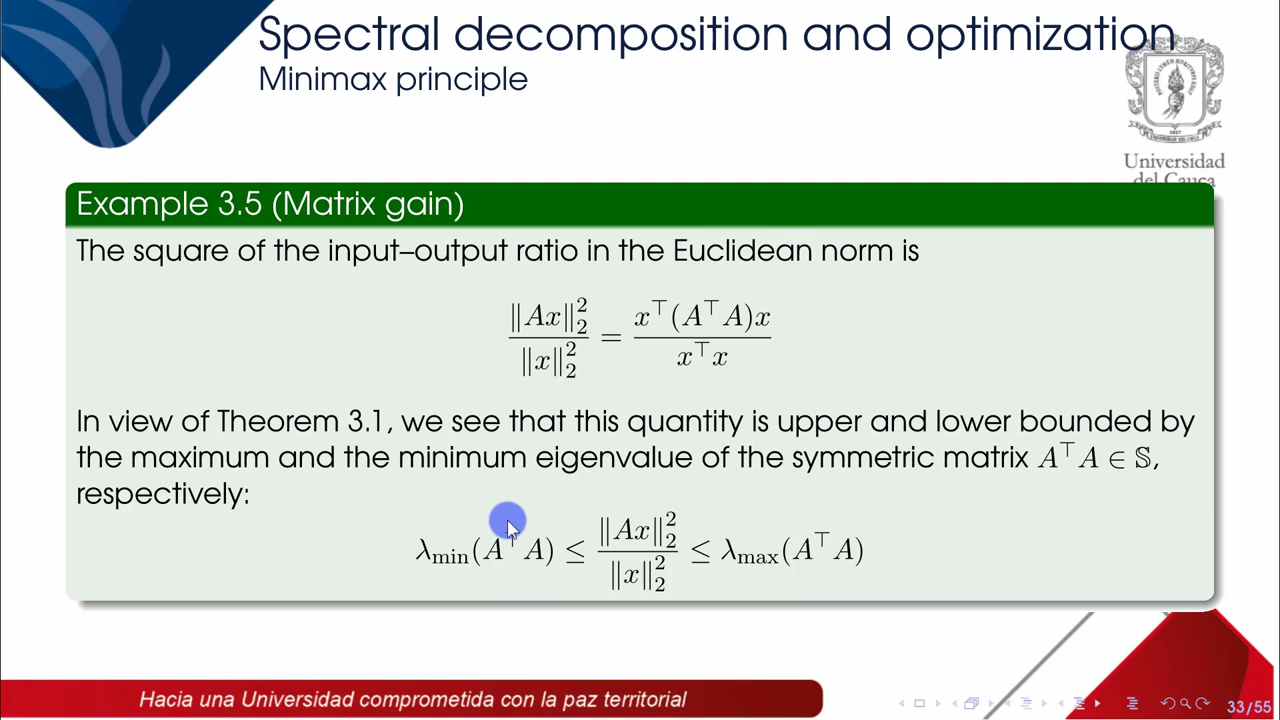 Spectral decomposition and optimization
Minimax principle
Universidad
del Cauca
Example 3.5 (Matrix gain)
The square of the input–output ratio in the Euclidean norm is
‖Ax‖₂² / ‖x‖₂² = x⊤(A⊤A)x / x⊤x
In view of Theorem 3.1, we see that this quantity is upper and lower bounded by
the maximum and the minimum eigenvalue of the symmetric matrix A⊤A ∈ 𝕊,
respectively:
λmin(A⊤A) ≤ ‖Ax‖₂² / ‖x‖₂² ≤ λmax(A⊤A)
Hacia una Universidad comprometida con la paz territorial
33/55